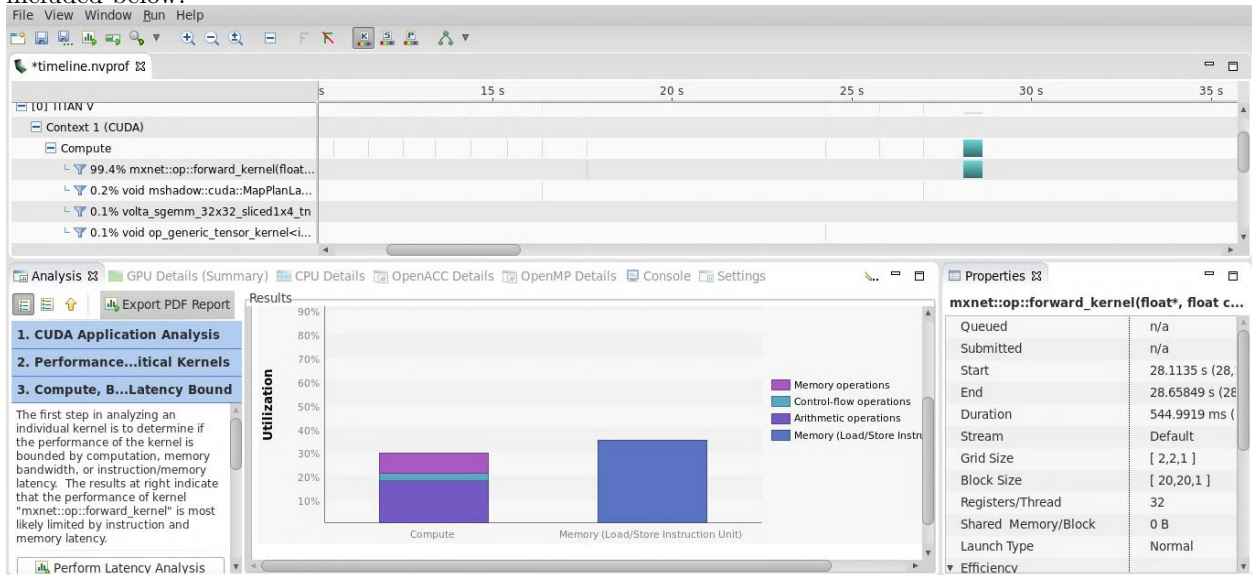 included below:
File View Window Run Help
*timeline.nvprof
s 15 s 20 s 25 s 30 s 35 s
[0] TITAN V
Context 1 (CUDA)
Compute
99.4% mxnet::op::forward_kernel(float...
0.2% void mshadow::cuda::MapPlanLa...
0.1% volta_sgemm_32x32_sliced1x4_tn
0.1% void op_generic_tensor_kernel<i...
Analysis GPU Details (Summary) CPU Details OpenACC Details OpenMP Details Console Settings
Export PDF Report
1. CUDA Application Analysis
2. Performance...itical Kernels
3. Compute, B...Latency Bound
The first step in analyzing an
individual kernel is to determine if
the performance of the kernel is
bounded by computation, memory
bandwidth, or instruction/memory
latency. The results at right indicate
that the performance of kernel
"mxnet::op::forward_kernel" is most
likely limited by instruction and
memory latency.
Perform Latency Analysis
Results
Utilization
90%
80%
70%
60%
50%
40%
30%
20%
10%
Compute Memory (Load/Store Instruction Unit)
Memory operations
Control-flow operations
Arithmetic operations
Memory (Load/Store Instru
Properties
mxnet::op::forward_kernel(float*, float c...
Queued n/a
Submitted n/a
Start 28.1135 s (28,
End 28.65849 s (28
Duration 544.9919 ms (
Stream Default
Grid Size [ 2,2,1 ]
Block Size [ 20,20,1 ]
Registers/Thread 32
Shared Memory/Block 0 B
Launch Type Normal
Efficiency